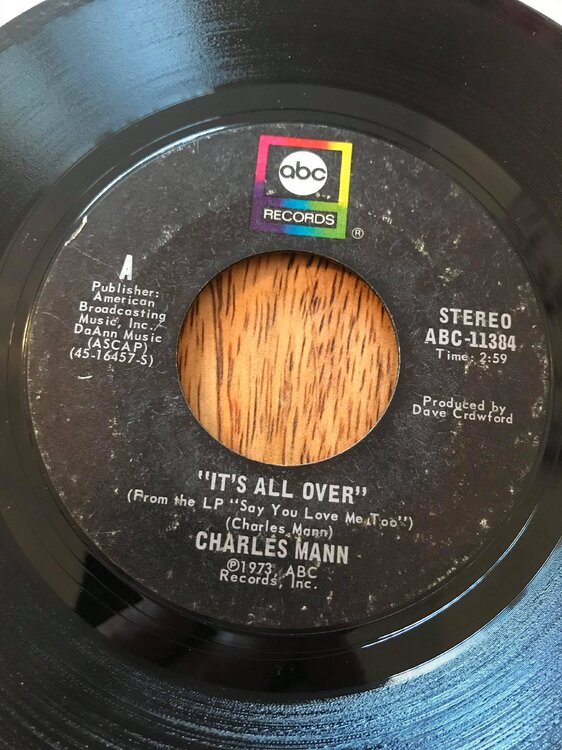 abc
RECORDS
®
A
Publisher:
American
Broadcasting
Music, Inc./
DaAnn Music
(ASCAP)
(45-16457-S)
STEREO
ABC-11384
Time: 2:59
Produced by
Dave Crawford
"IT'S ALL OVER"
(From the LP "Say You Love Me Too")
(Charles Mann)
CHARLES MANN
℗1973, ABC
Records, Inc.